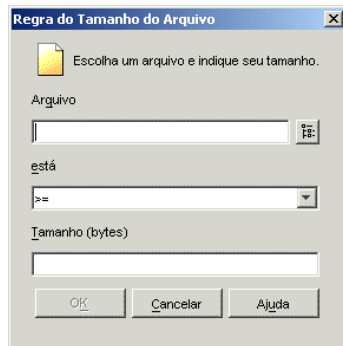 Regra do Tamanho do Arquivo
Escolha um arquivo e indique seu tamanho.
Arquivo
está
>=
Tamanho (bytes)
OK Cancelar Ajuda